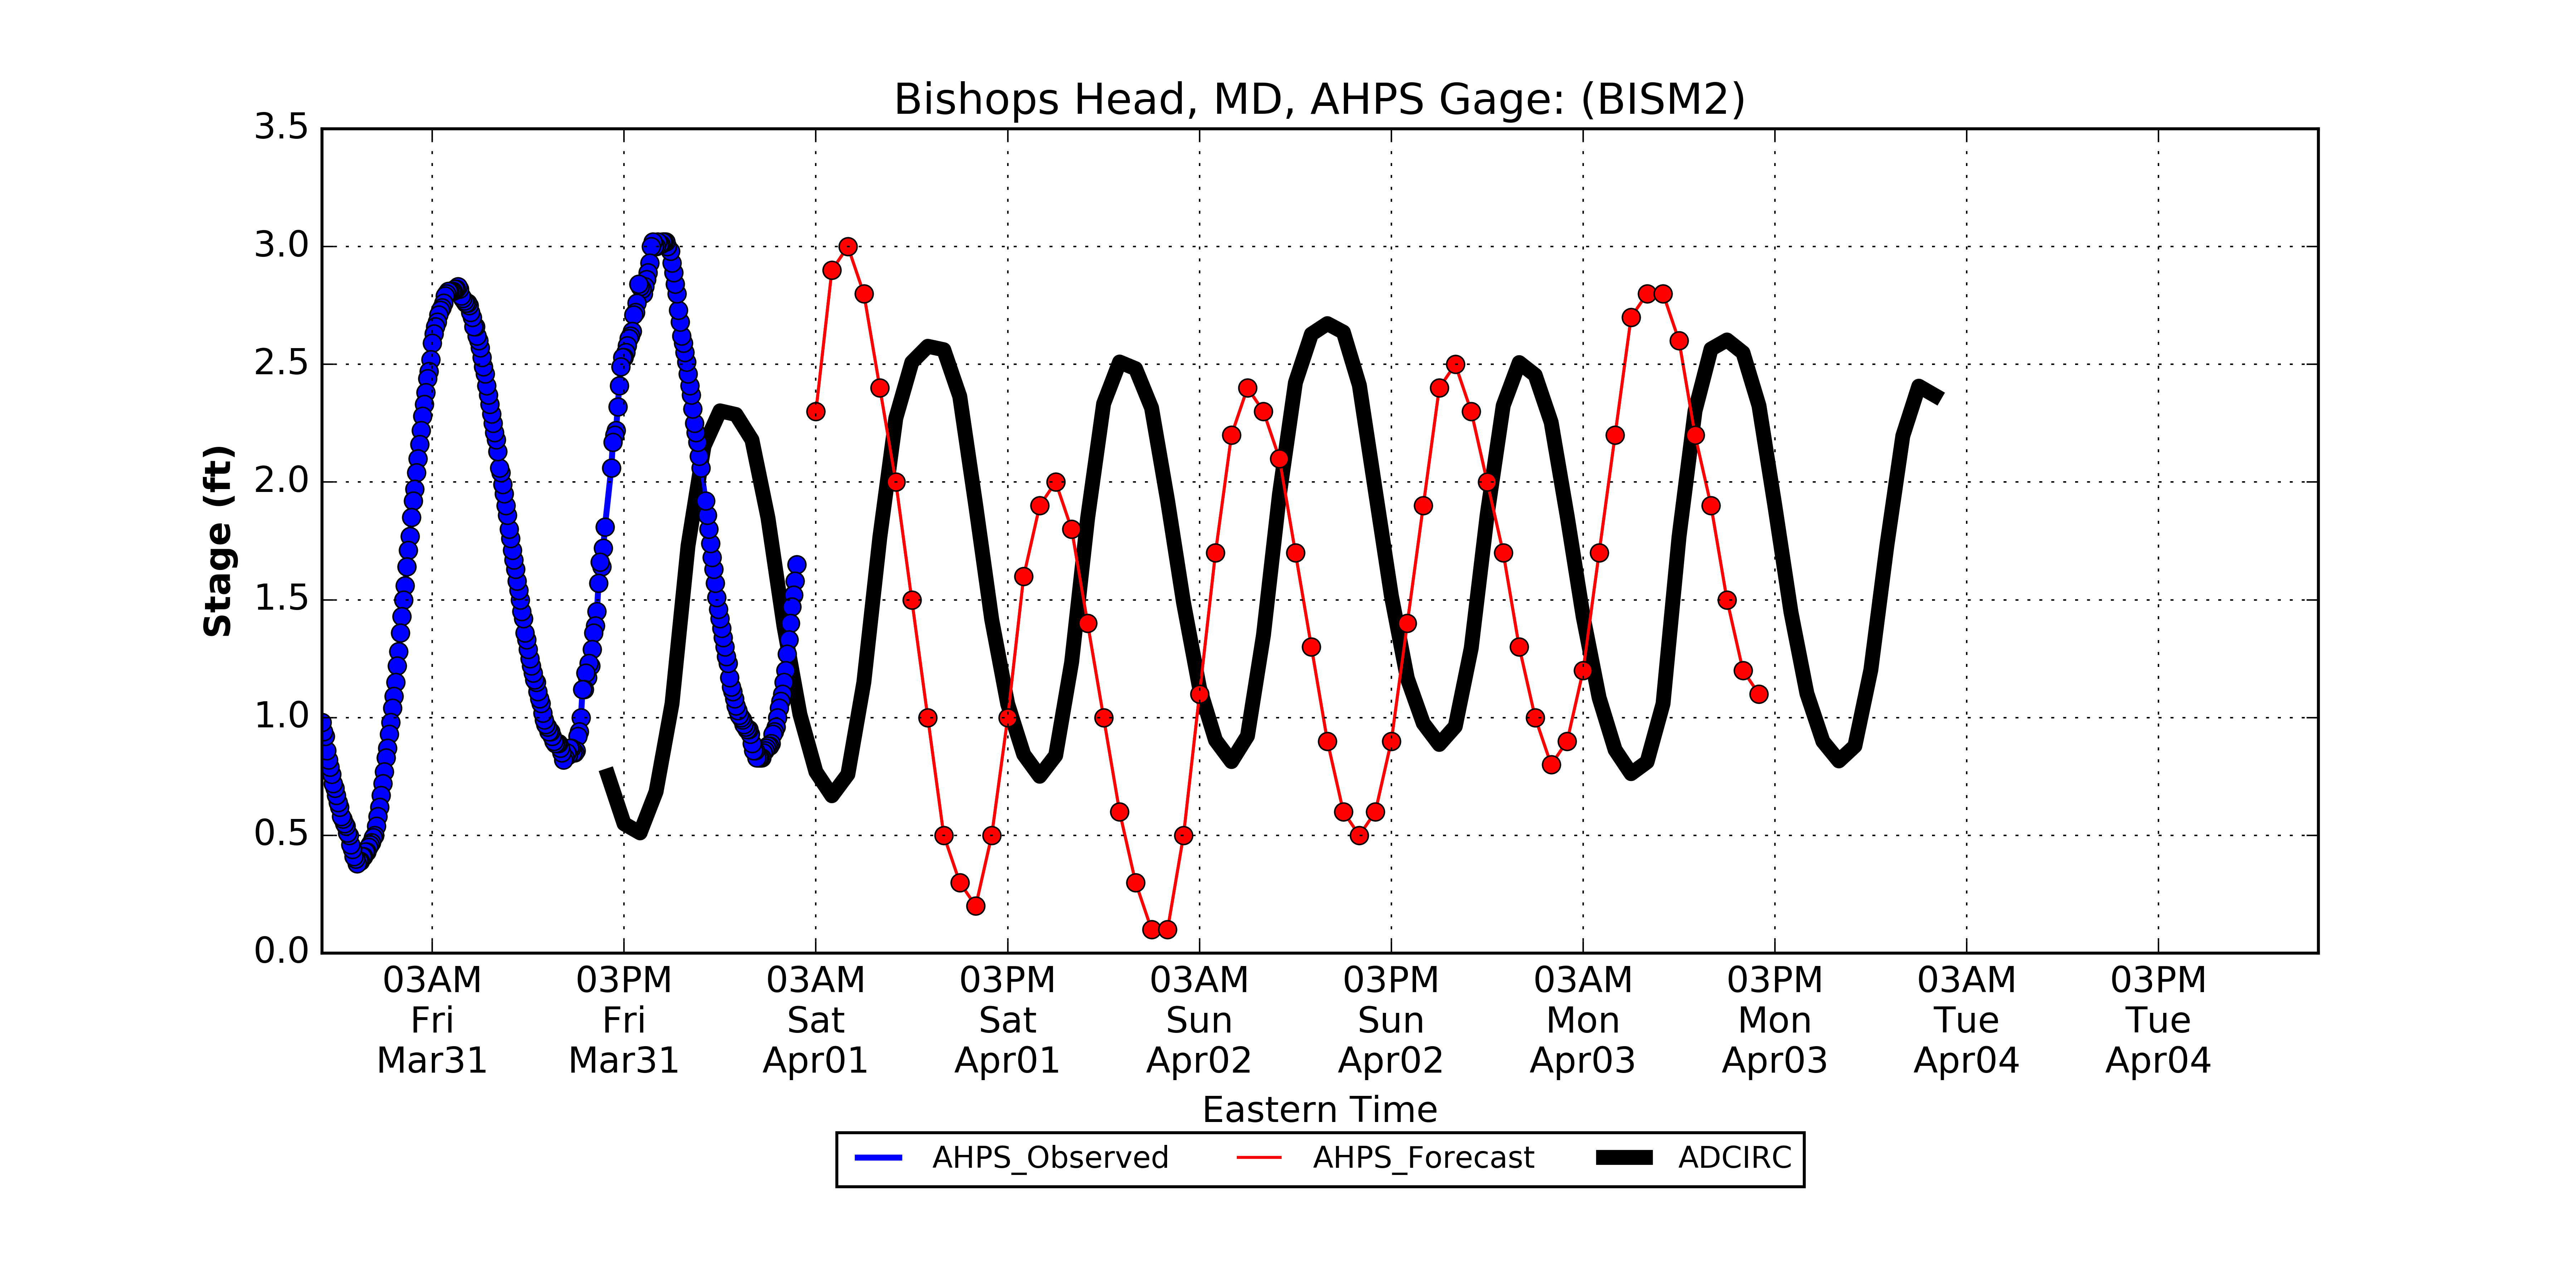 Bishops Head, MD, AHPS Gage: (BISM2)
3.5
3.0
2.5
2.0
1.5
1.0
0.5
0.0
Stage (ft)
03AM 03PM 03AM 03PM 03AM 03PM 03AM 03PM 03AM 03PM
Fri Fri Sat Sat Sun Sun Mon Mon Tue Tue
Mar31 Mar31 Apr01 Apr01 Apr02 Apr02 Apr03 Apr03 Apr04 Apr04
Eastern Time
AHPS_Observed AHPS_Forecast ADCIRC